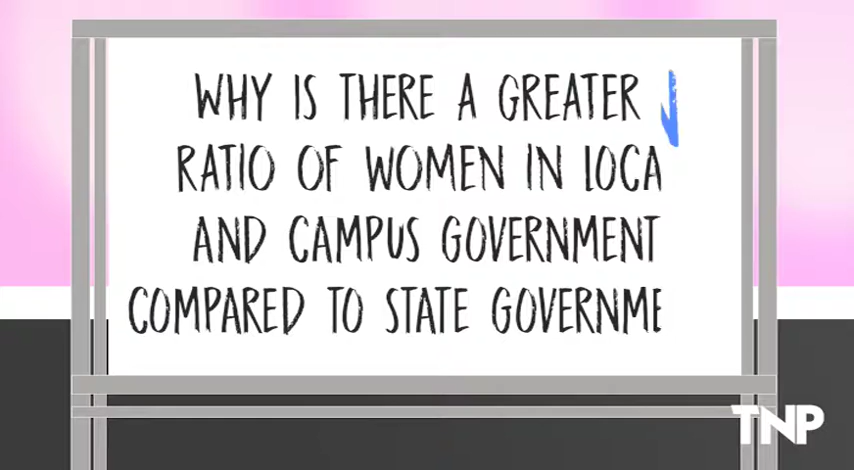 WHY IS THERE A GREATER
RATIO OF WOMEN IN LOCA
AND CAMPUS GOVERNMENT
COMPARED TO STATE GOVERNME
TNP